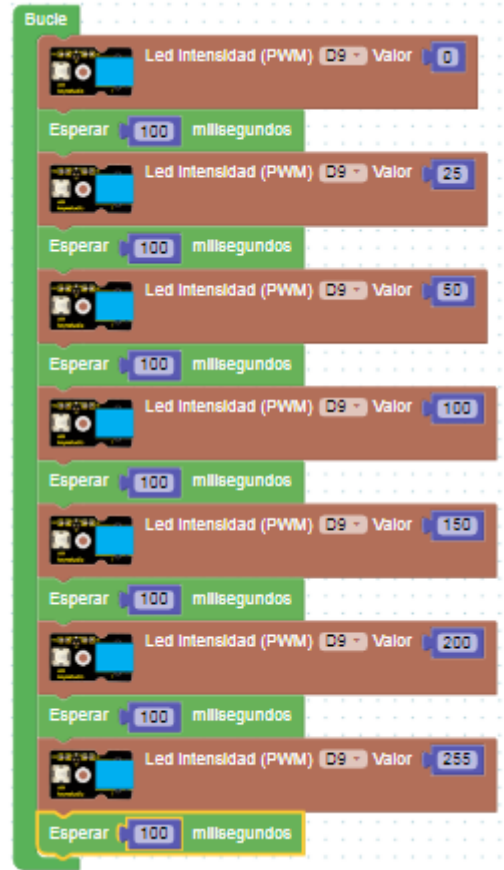 Bucle
Led Intensidad (PWM) D9 Valor 0
Esperar 100 milisegundos
Led Intensidad (PWM) D9 Valor 25
Esperar 100 milisegundos
Led Intensidad (PWM) D9 Valor 50
Esperar 100 milisegundos
Led Intensidad (PWM) D9 Valor 100
Esperar 100 milisegundos
Led Intensidad (PWM) D9 Valor 150
Esperar 100 milisegundos
Led Intensidad (PWM) D9 Valor 200
Esperar 100 milisegundos
Led Intensidad (PWM) D9 Valor 255
Esperar 100 milisegundos